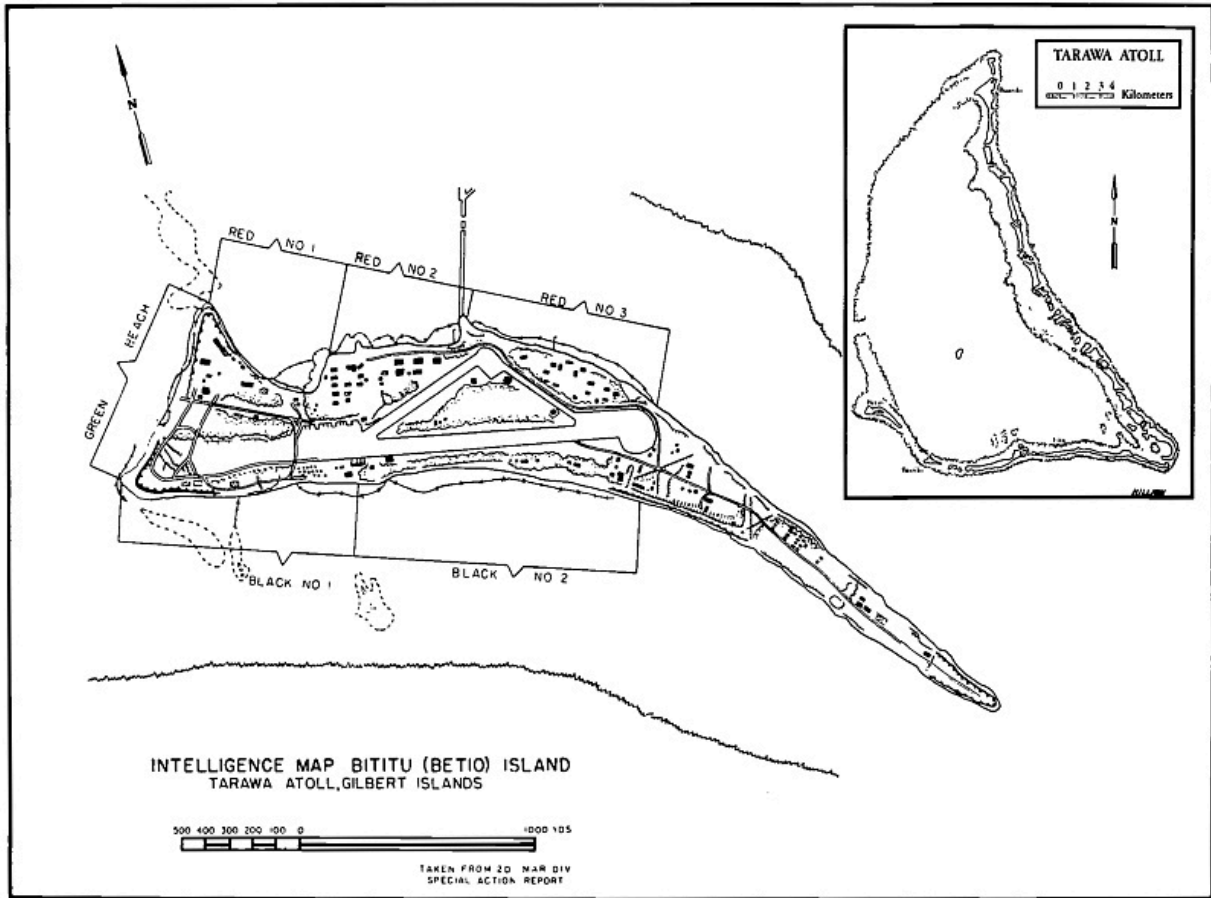 TARAWA ATOLL
0 1 2 3 4 Kilometers
N
N
RED NO 1
RED NO 2
RED NO 3
GREEN BEACH
BLACK NO 1
BLACK NO 2
INTELLIGENCE MAP BITITU (BETIO) ISLAND
TARAWA ATOLL, GILBERT ISLANDS
500 400 300 200 100 0 1000 YDS
TAKEN FROM 2D MAR DIV
SPECIAL ACTION REPORT